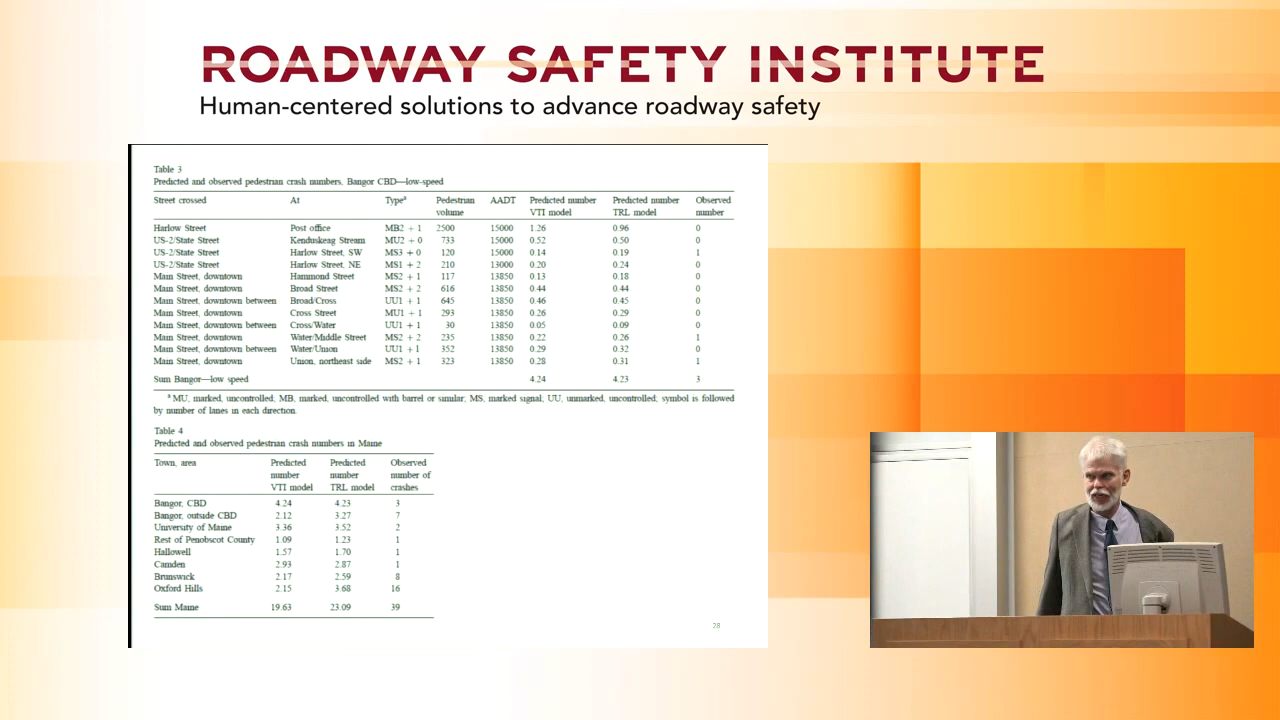 ROADWAY SAFETY INSTITUTE
Human-centered solutions to advance roadway safety
Table 3
Predicted and observed pedestrian crash numbers, Bangor CBD—low-speed
Street crossed At Typeª Pedestrian volume AADT Predicted number VTI model Predicted number TRL model Observed number
Harlow Street Post office MB2 + 1 2500 15000 1.26 0.96 0
US-2/State Street Kenduskeag Stream MU2 + 0 733 15000 0.52 0.50 0
US-2/State Street Harlow Street, SW MS3 + 0 120 15000 0.14 0.19 1
US-2/State Street Harlow Street, NE MS1 + 2 210 13000 0.20 0.24 0
Main Street, downtown Hammond Street MS2 + 1 117 13850 0.13 0.18 0
Main Street, downtown Broad Street MS2 + 2 616 13850 0.44 0.44 0
Main Street, downtown between Broad/Cross UU1 + 1 645 13850 0.46 0.45 0
Main Street, downtown Cross Street MU1 + 1 293 13850 0.26 0.29 0
Main Street, downtown between Cross/Water UU1 + 1 30 13850 0.05 0.09 0
Main Street, downtown Water/Middle Street MS2 + 2 235 13850 0.22 0.26 1
Main Street, downtown between Water/Union UU1 + 1 352 13850 0.29 0.32 0
Main Street, downtown Union, northeast side MS2 + 1 323 13850 0.28 0.31 1
Sum Bangor—low speed 4.24 4.23 3
ª MU, marked, uncontrolled; MB, marked, uncontrolled with barrel or similar; MS, marked signal; UU, unmarked, uncontrolled; symbol is followed
by number of lanes in each direction.
Table 4
Predicted and observed pedestrian crash numbers in Maine
Town, area Predicted number VTI model Predicted number TRL model Observed number of crashes
Bangor, CBD 4.24 4.23 3
Bangor, outside CBD 2.12 3.27 7
University of Maine 3.36 3.52 2
Rest of Penobscot County 1.09 1.23 1
Hallowell 1.57 1.70 1
Camden 2.93 2.87 1
Brunswick 2.17 2.59 8
Oxford Hills 2.15 3.68 16
Sum Maine 19.63 23.09 39
28